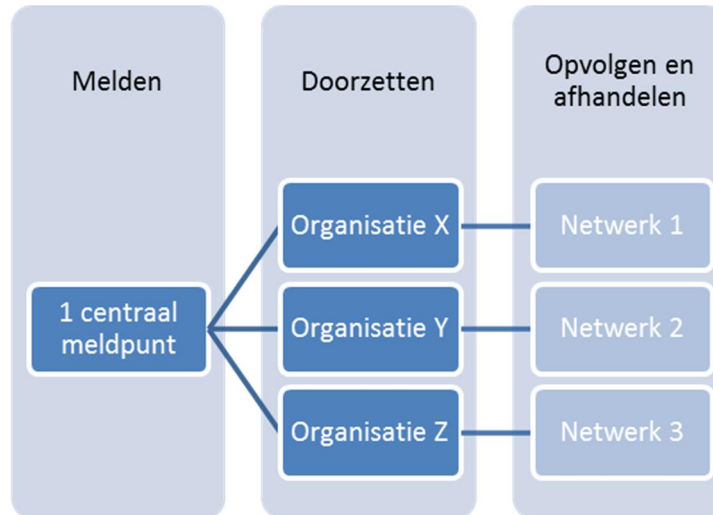 Melden
Doorzetten
Opvolgen en
afhandelen
1 centraal
meldpunt
Organisatie X
Organisatie Y
Organisatie Z
Netwerk 1
Netwerk 2
Netwerk 3